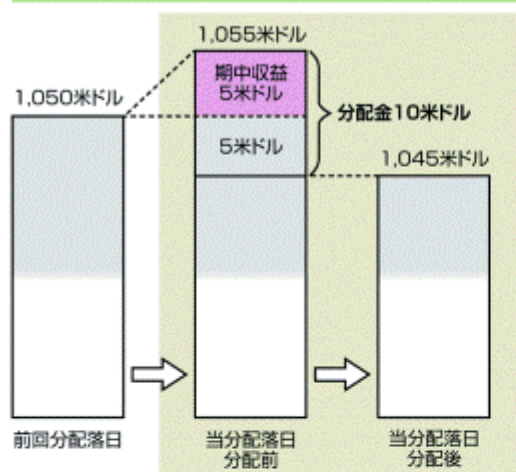 1,055米ドル
1,050米ドル
期中収益
5米ドル
分配金10米ドル
5米ドル
1,045米ドル
前回分配落日
当分配落日
分配前
当分配落日
分配後